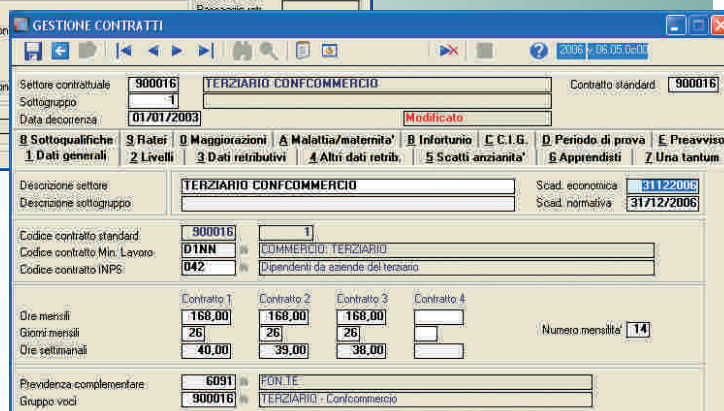 GESTIONE CONTRATTI
2006 v.06.05.0c00
Settore contrattuale 900016 TERZIARIO CONFCOMMERCIO Contratto standard 900016
Sottogruppo 1
Data decorrenza 01/01/2003 Modificato
8 Sottoqualifiche 9 Ratei 0 Maggiorazioni A Malattia/maternita' B Infortunio C C.I.G. D Periodo di prova E Preavviso
1 Dati generali 2 Livelli 3 Dati retributivi 4 Altri dati retrib. 5 Scatti anzianita' 6 Apprendisti 7 Una tantum
Descrizione settore TERZIARIO CONFCOMMERCIO Scad. economica 31122006
Descrizione sottogruppo Scad. normativa 31/12/2006
Codice contratto standard 900016 1
Codice contratto Min. Lavoro D1NN COMMERCIO: TERZIARIO
Codice contratto INPS 042 Dipendenti da aziende del terziario
Contratto 1 Contratto 2 Contratto 3 Contratto 4
Ore mensili 168,00 168,00 168,00
Giorni mensili 26 26 26 Numero mensilita' 14
Ore settimanali 40,00 39,00 38,00
Previdenza complementare 6091 FON.TE
Gruppo voci 900016 TERZIARIO - Confcommercio